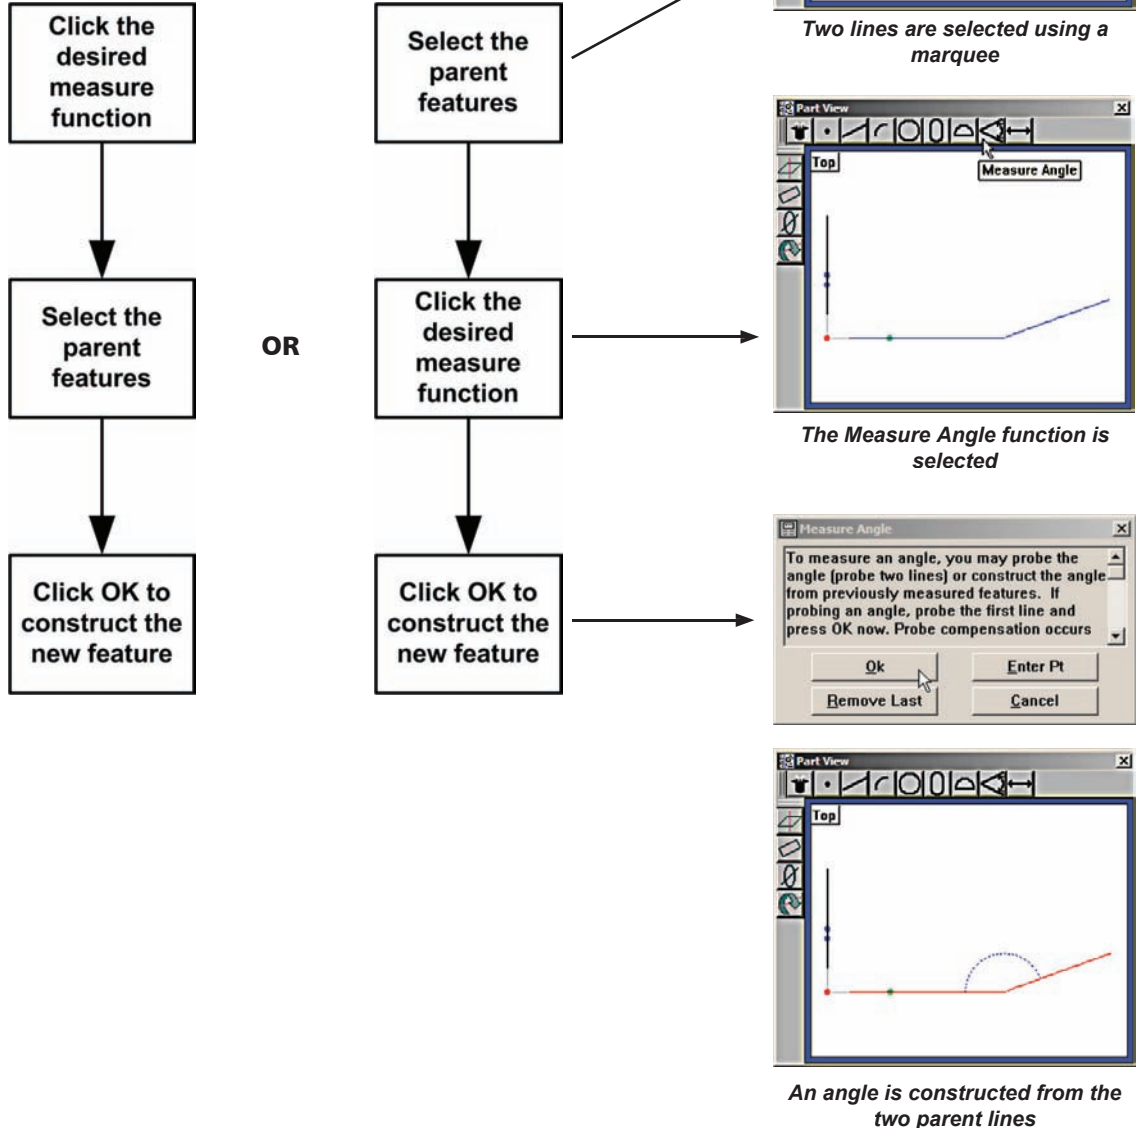 Click the
desired
measure
function
Select the
parent
features
Click OK to
construct the
new feature
OR
Select the
parent
features
Click the
desired
measure
function
Click OK to
construct the
new feature
Two lines are selected using a
marquee
Part View
Top
Measure Angle
The Measure Angle function is
selected
Measure Angle
To measure an angle, you may probe the
angle (probe two lines) or construct the angle
from previously measured features. If
probing an angle, probe the first line and
press OK now. Probe compensation occurs
Ok
Enter Pt
Remove Last
Cancel
Part View
Top
An angle is constructed from the
two parent lines